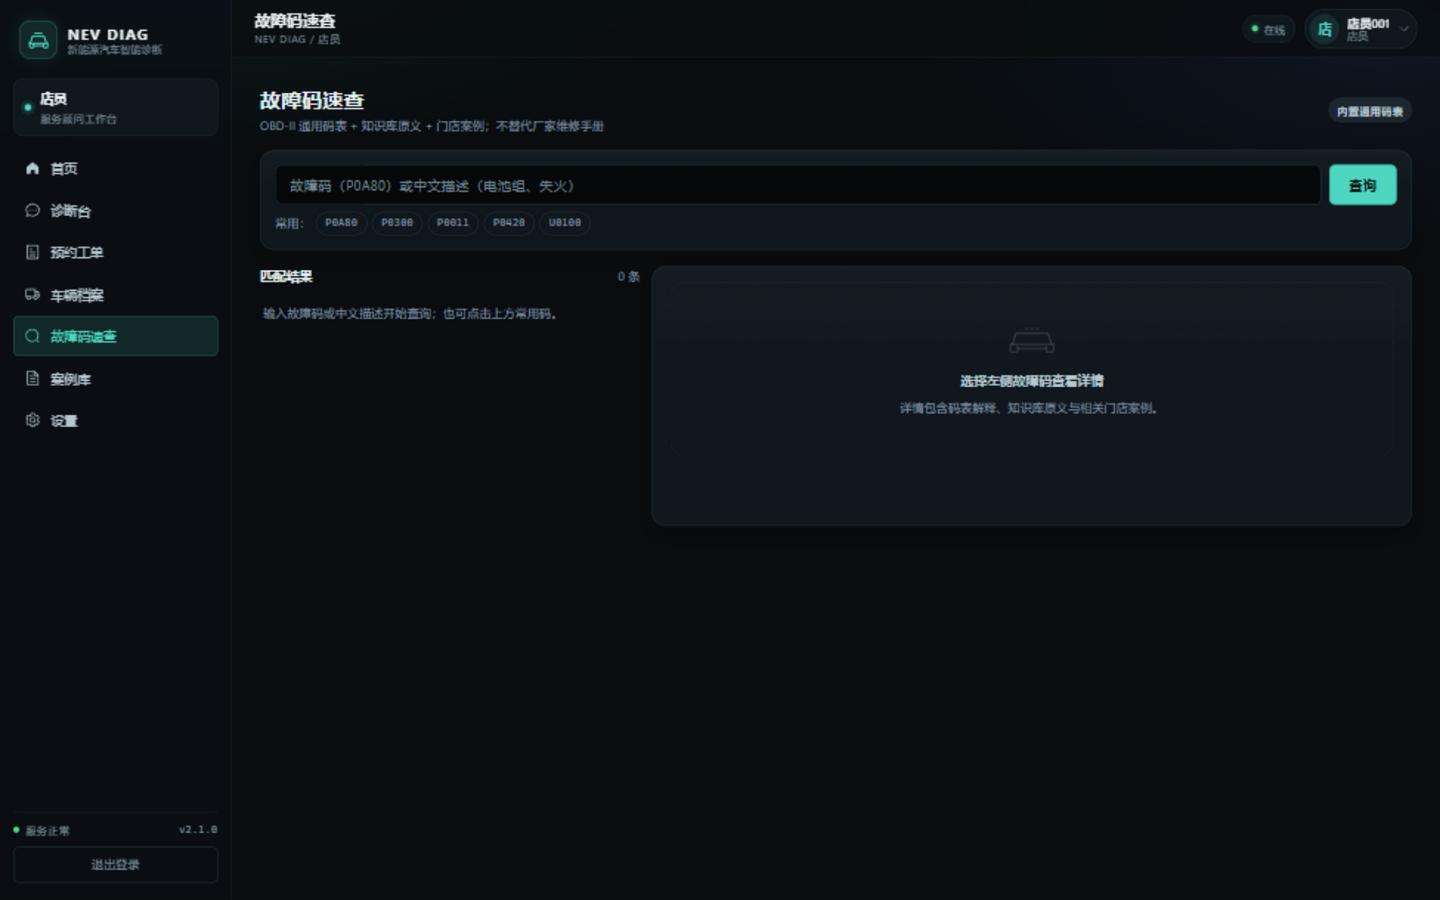 NEV DIAG
新能源汽车智能诊断
店员
服务顾问工作台
首页
诊断台
预约工单
车辆档案
故障码速查
案例库
设置
服务正常
v2.1.0
退出登录
故障码速查
NEV DIAG / 店员
在线
店
店员001
店员
故障码速查
OBD-II 通用码表 + 知识库原文 + 门店案例；不替代厂家维修手册
内置通用码表
故障码（P0A80）或中文描述（电池组、失火）
查询
常用： P0A80 P0300 P0011 P0420 U0100
匹配结果
0 条
输入故障码或中文描述开始查询；也可点击上方常用码。
选择左侧故障码查看详情
详情包含码表解释、知识库原文与相关门店案例。